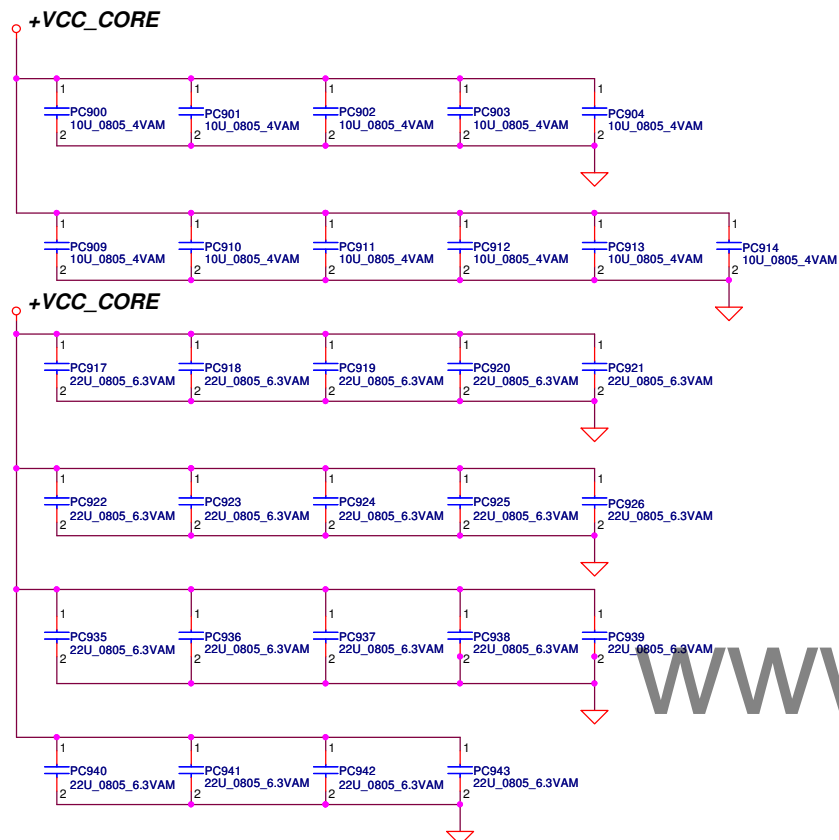 +VCC_CORE
1 1 1 1 1
PC900 PC901 PC902 PC903 PC904
10U_0805_4VAM 10U_0805_4VAM 10U_0805_4VAM 10U_0805_4VAM 10U_0805_4VAM
2 2 2 2 2
1 1 1 1 1 1
PC909 PC910 PC911 PC912 PC913 PC914
10U_0805_4VAM 10U_0805_4VAM 10U_0805_4VAM 10U_0805_4VAM 10U_0805_4VAM 10U_0805_4VAM
2 2 2 2 2 2
+VCC_CORE
1 1 1 1 1
PC917 PC918 PC919 PC920 PC921
22U_0805_6.3VAM 22U_0805_6.3VAM 22U_0805_6.3VAM 22U_0805_6.3VAM 22U_0805_6.3VAM
2 2 2 2 2
1 1 1 1 1
PC922 PC923 PC924 PC925 PC926
22U_0805_6.3VAM 22U_0805_6.3VAM 22U_0805_6.3VAM 22U_0805_6.3VAM 22U_0805_6.3VAM
2 2 2 2 2
1 1 1 1 1
PC935 PC936 PC937 PC938 PC939
22U_0805_6.3VAM 22U_0805_6.3VAM 22U_0805_6.3VAM 22U_0805_6.3VAM 22U_0805_6.3VAM
2 2 2 2 2
www
1 1 1 1
PC940 PC941 PC942 PC943
22U_0805_6.3VAM 22U_0805_6.3VAM 22U_0805_6.3VAM 22U_0805_6.3VAM
2 2 2 2